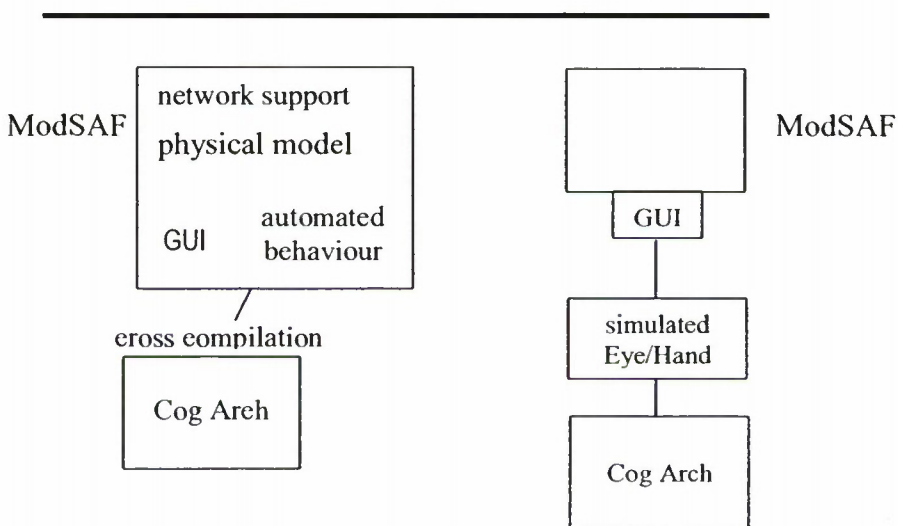 ModSAF
network support
physical model
GUI
automated
behaviour
eross eompilation
Cog Areh
ModSAF
GUI
simulated
Eye/Hand
Cog Arch